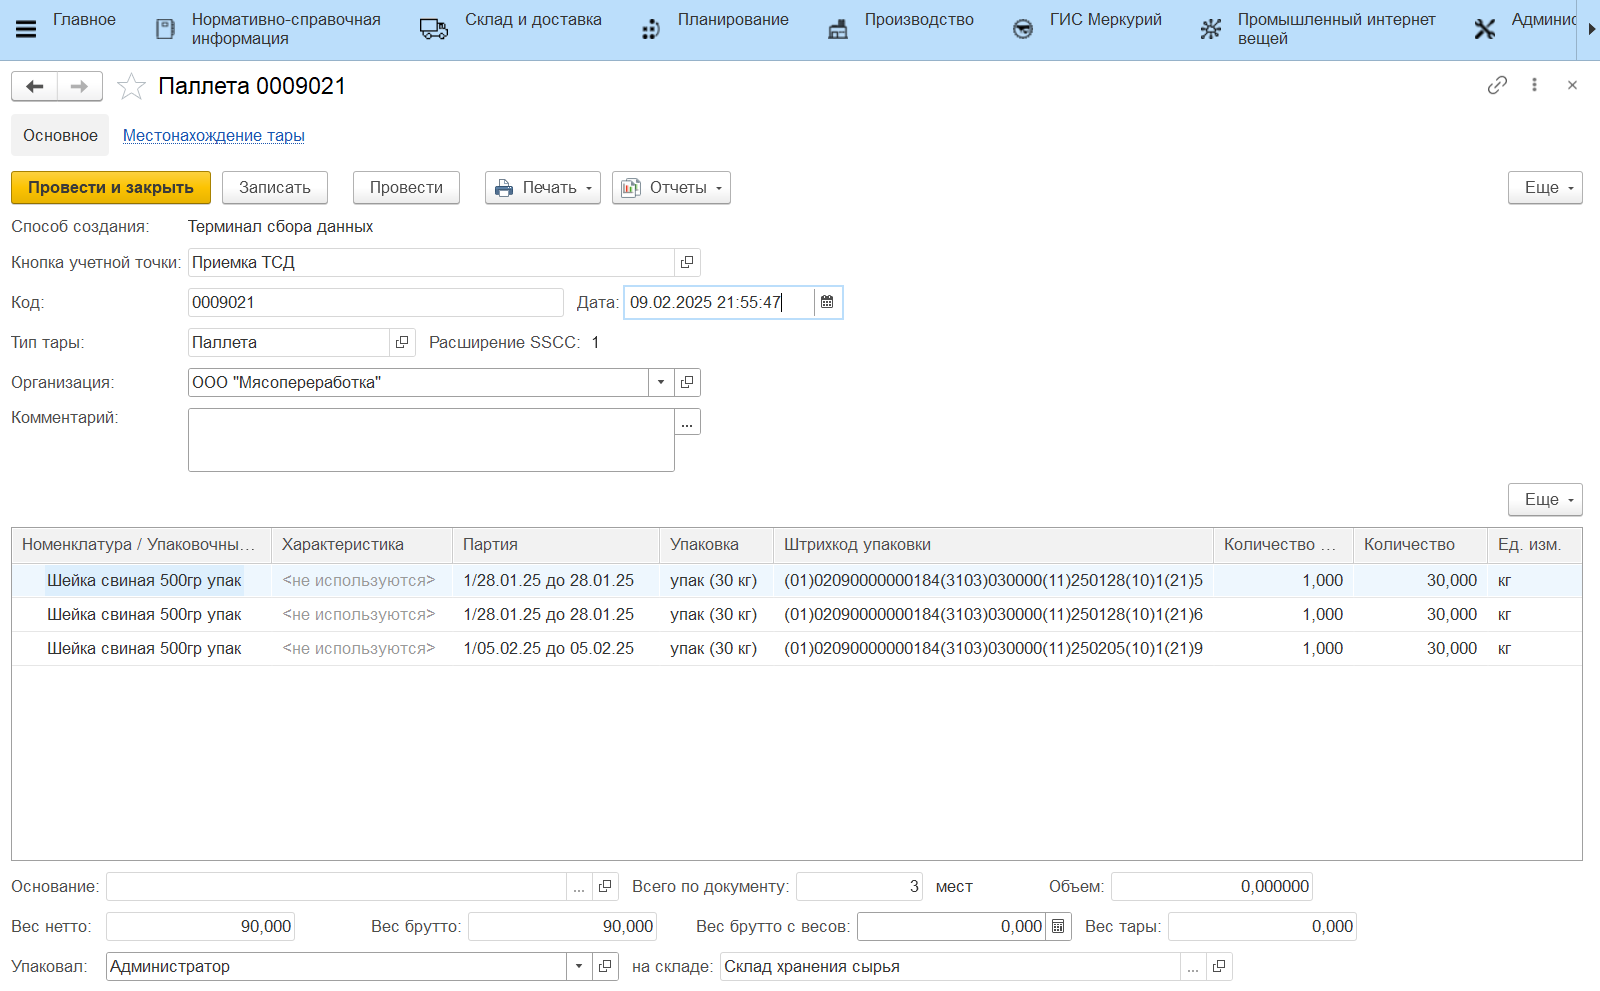 Главное
Нормативно-справочная
информация
Склад и доставка
Планирование
Производство
ГИС Меркурий
Промышленный интернет
вещей
Админис
Паллета 0009021
Основное
Местонахождение тары
Провести и закрыть
Записать
Провести
Печать
Отчеты
Еще
Способ создания: Терминал сбора данных
Кнопка учетной точки: Приемка ТСД
Код: 0009021 Дата: 09.02.2025 21:55:47
Тип тары: Паллета Расширение SSCC: 1
Организация: ООО "Мясопереработка"
Комментарий: ...
Еще
Номенклатура / Упаковочны... Характеристика Партия Упаковка Штрихкод упаковки Количество ... Количество Ед. изм.
Шейка свиная 500гр упак <не используются> 1/28.01.25 до 28.01.25 упак (30 кг) (01)02090000000184(3103)030000(11)250128(10)1(21)5 1,000 30,000 кг
Шейка свиная 500гр упак <не используются> 1/28.01.25 до 28.01.25 упак (30 кг) (01)02090000000184(3103)030000(11)250128(10)1(21)6 1,000 30,000 кг
Шейка свиная 500гр упак <не используются> 1/05.02.25 до 05.02.25 упак (30 кг) (01)02090000000184(3103)030000(11)250205(10)1(21)9 1,000 30,000 кг
Основание: ... Всего по документу: 3 мест Объем: 0,000000
Вес нетто: 90,000 Вес брутто: 90,000 Вес брутто с весов: 0,000 Вес тары: 0,000
Упаковал: Администратор на складе: Склад хранения сырья ...